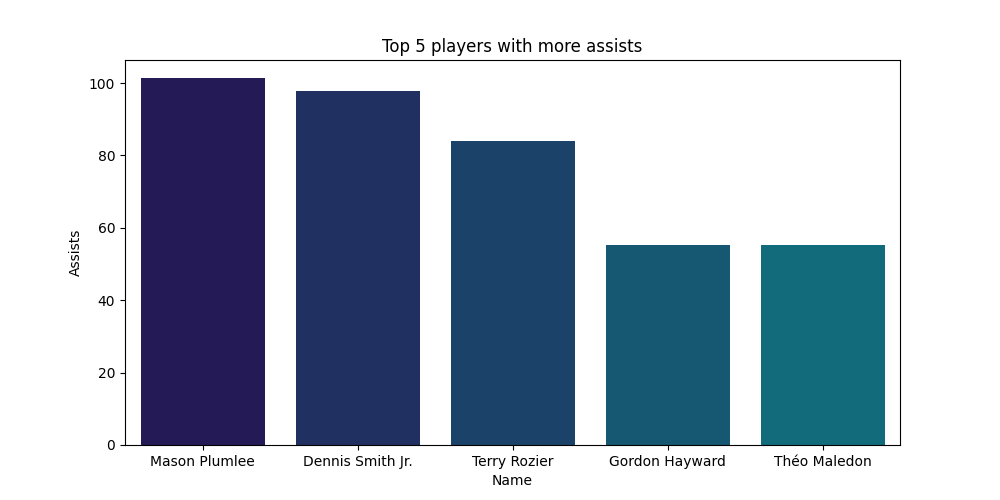 Top 5 players with more assists
100
80
60
40
20
0
Assists
Mason Plumlee
Dennis Smith Jr.
Terry Rozier
Gordon Hayward
Théo Maledon
Name